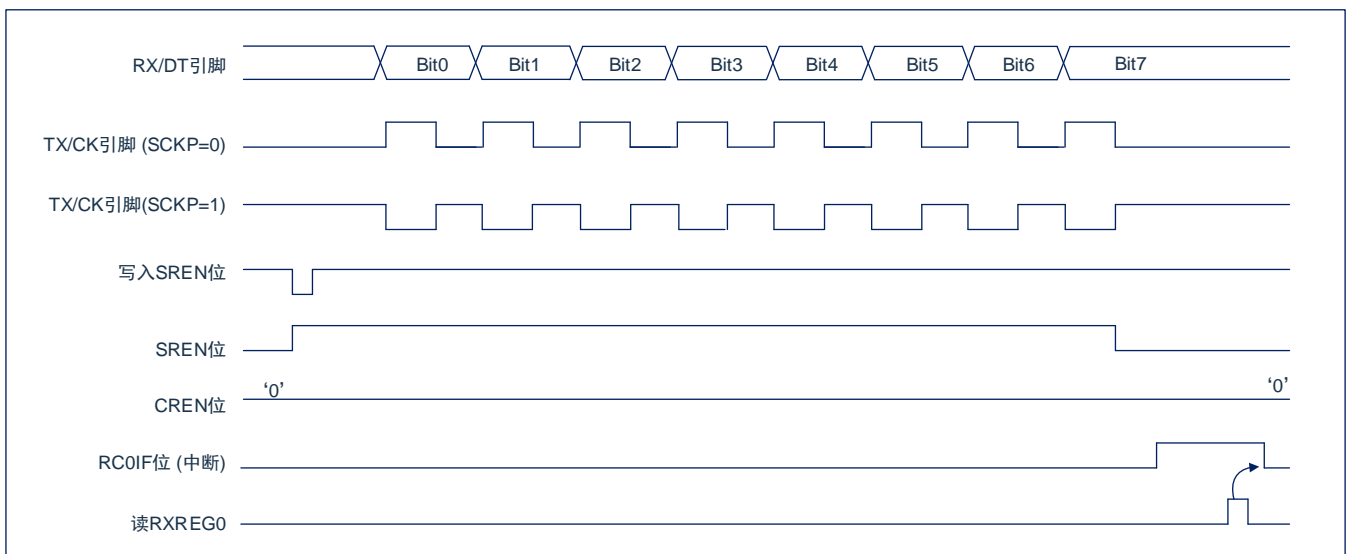 RX/DT引脚 Bit0 Bit1 Bit2 Bit3 Bit4 Bit5 Bit6 Bit7
TX/CK引脚 (SCKP=0)
TX/CK引脚(SCKP=1)
写入SREN位
SREN位
‘0’ ‘0’
CREN位
RC0IF位 (中断)
读RXREG0